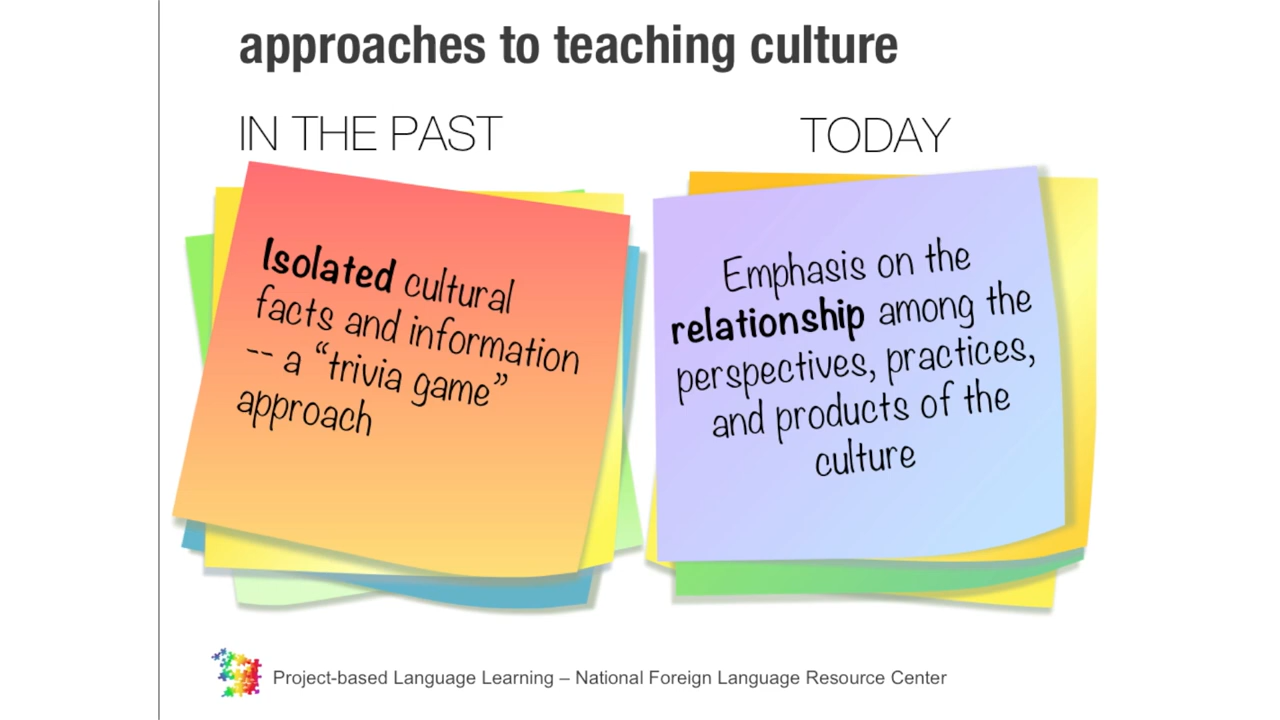 approaches to teaching culture
IN THE PAST
Isolated cultural
facts and information
-- a “trivia game”
approach
TODAY
Emphasis on the
relationship among the
perspectives, practices,
and products of the
culture
Project-based Language Learning – National Foreign Language Resource Center